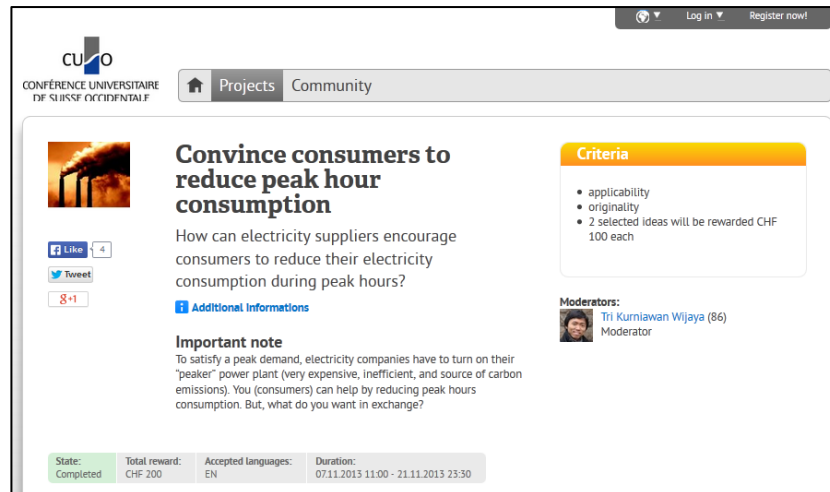 Log in ▼ Register now!
CUSO
CONFÉRENCE UNIVERSITAIRE
DE SUISSE OCCIDENTALE
Projects Community
Convince consumers to
reduce peak hour
consumption
How can electricity suppliers encourage
consumers to reduce their electricity
consumption during peak hours?
i Additional Informations
Like 4
Tweet
g+1
Important note
To satisfy a peak demand, electricity companies have to turn on their
"peaker" power plant (very expensive, inefficient, and source of carbon
emissions). You (consumers) can help by reducing peak hours
consumption. But, what do you want in exchange?
Criteria
• applicability
• originality
• 2 selected ideas will be rewarded CHF
100 each
Moderators:
Tri Kurniawan Wijaya (86)
Moderator
State: Total reward: Accepted languages: Duration:
Completed CHF 200 EN 07.11.2013 11:00 - 21.11.2013 23:30